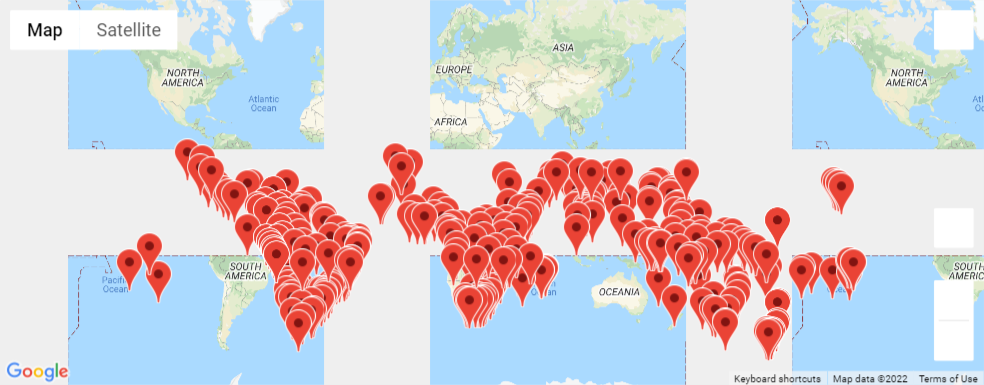 Map
Satellite
NORTH
AMERICA
Atlantic
Ocean
EUROPE
ASIA
AFRICA
NORTH
AMERICA
Pacific
Ocean
SOUTH
AMERICA
OCEANIA
SOUTH
AMERICA
Google
Keyboard shortcuts
Map data ©2022
Terms of Use